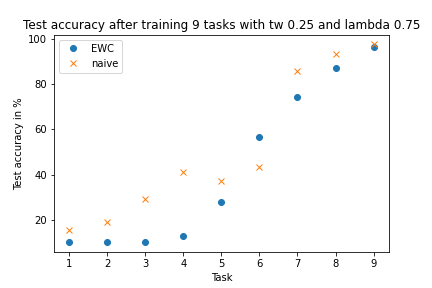 Test accuracy after training 9 tasks with tw 0.25 and lambda 0.75
EWC
naive
Test accuracy in %
100
80
60
40
20
1 2 3 4 5 6 7 8 9
Task